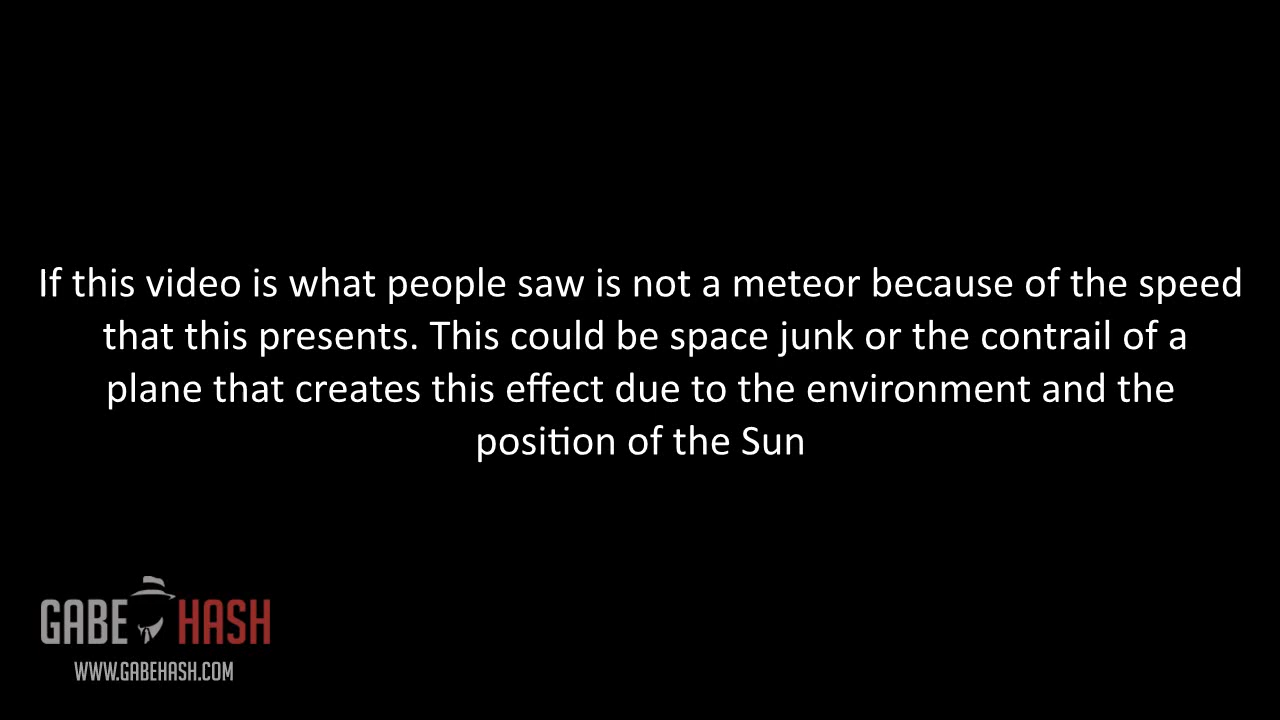 If this video is what people saw is not a meteor because of the speed
that this presents. This could be space junk or the contrail of a
plane that creates this effect due to the environment and the
position of the Sun
GABE HASH
WWW.GABEHASH.COM